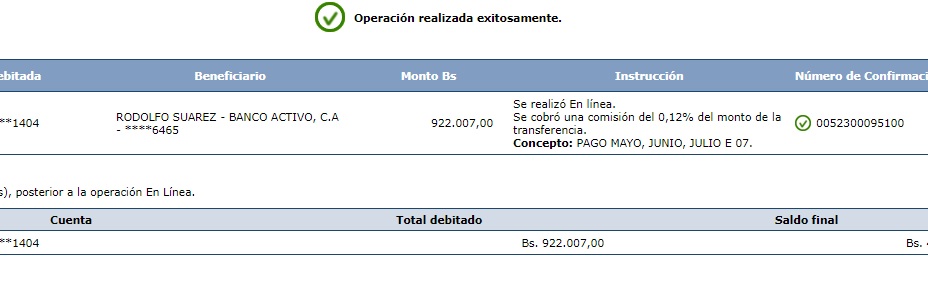 Operación realizada exitosamente.
ebitada Beneficiario Monto Bs Instrucción Número de Confirmaci
**1404 RODOLFO SUAREZ - BANCO ACTIVO, C.A - ****6465 922.007,00 Se realizó En línea.
Se cobró una comisión del 0,12% del monto de la
transferencia.
Concepto: PAGO MAYO, JUNIO, JULIO E 07. 0052300095100
s), posterior a la operación En Línea.
Cuenta Total debitado Saldo final
**1404 Bs. 922.007,00 Bs.